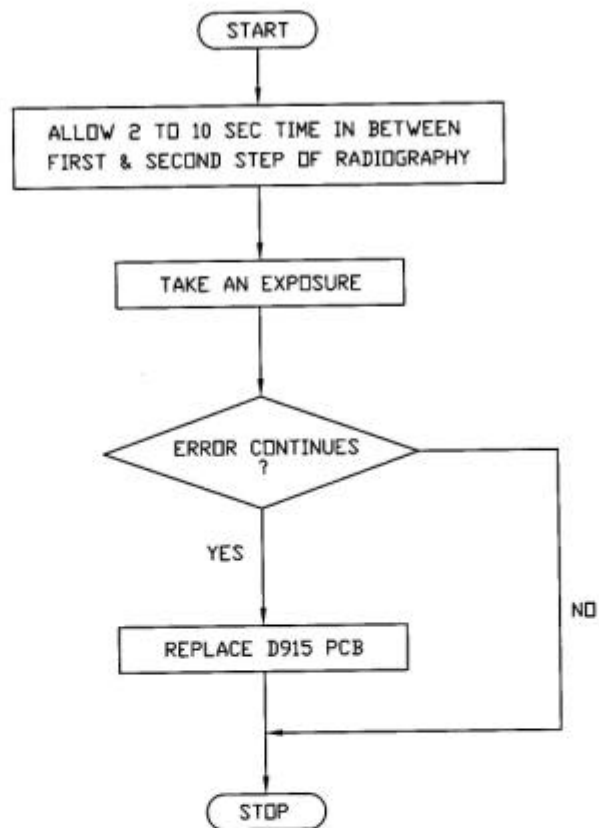 START
ALLOW 2 TO 10 SEC TIME IN BETWEEN
FIRST & SECOND STEP OF RADIOGRAPHY
TAKE AN EXPOSURE
ERROR CONTINUES
?
YES
NO
REPLACE D915 PCB
STOP